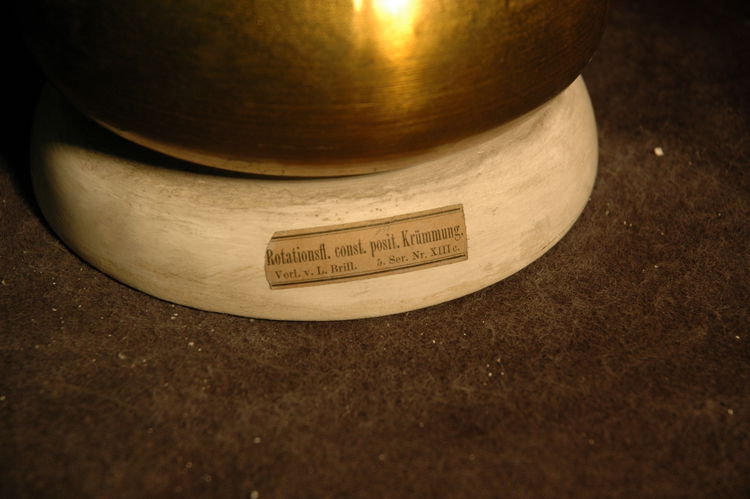 Rotationsfl. const. posit. Krümmung.
Verl. v. L. Brill. 5. Ser. Nr. XIII c.